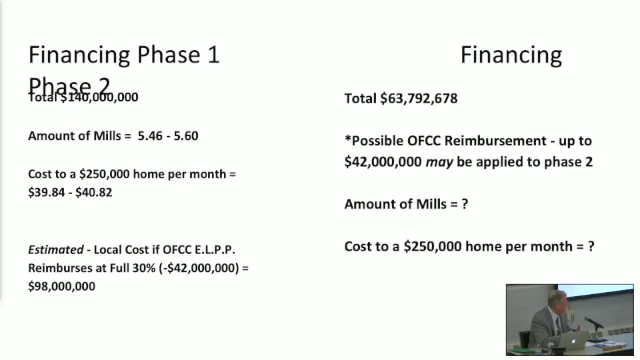 Financing Phase 1
Phase 2
Total $140,000,000
Amount of Mills = 5.46 - 5.60
Cost to a $250,000 home per month =
$39.84 - $40.82
Estimated - Local Cost if OFCC E.L.P.P.
Reimburses at Full 30% (-$42,000,000) =
$98,000,000
Financing
Total $63,792,678
*Possible OFCC Reimbursement - up to
$42,000,000 may be applied to phase 2
Amount of Mills = ?
Cost to a $250,000 home per month = ?